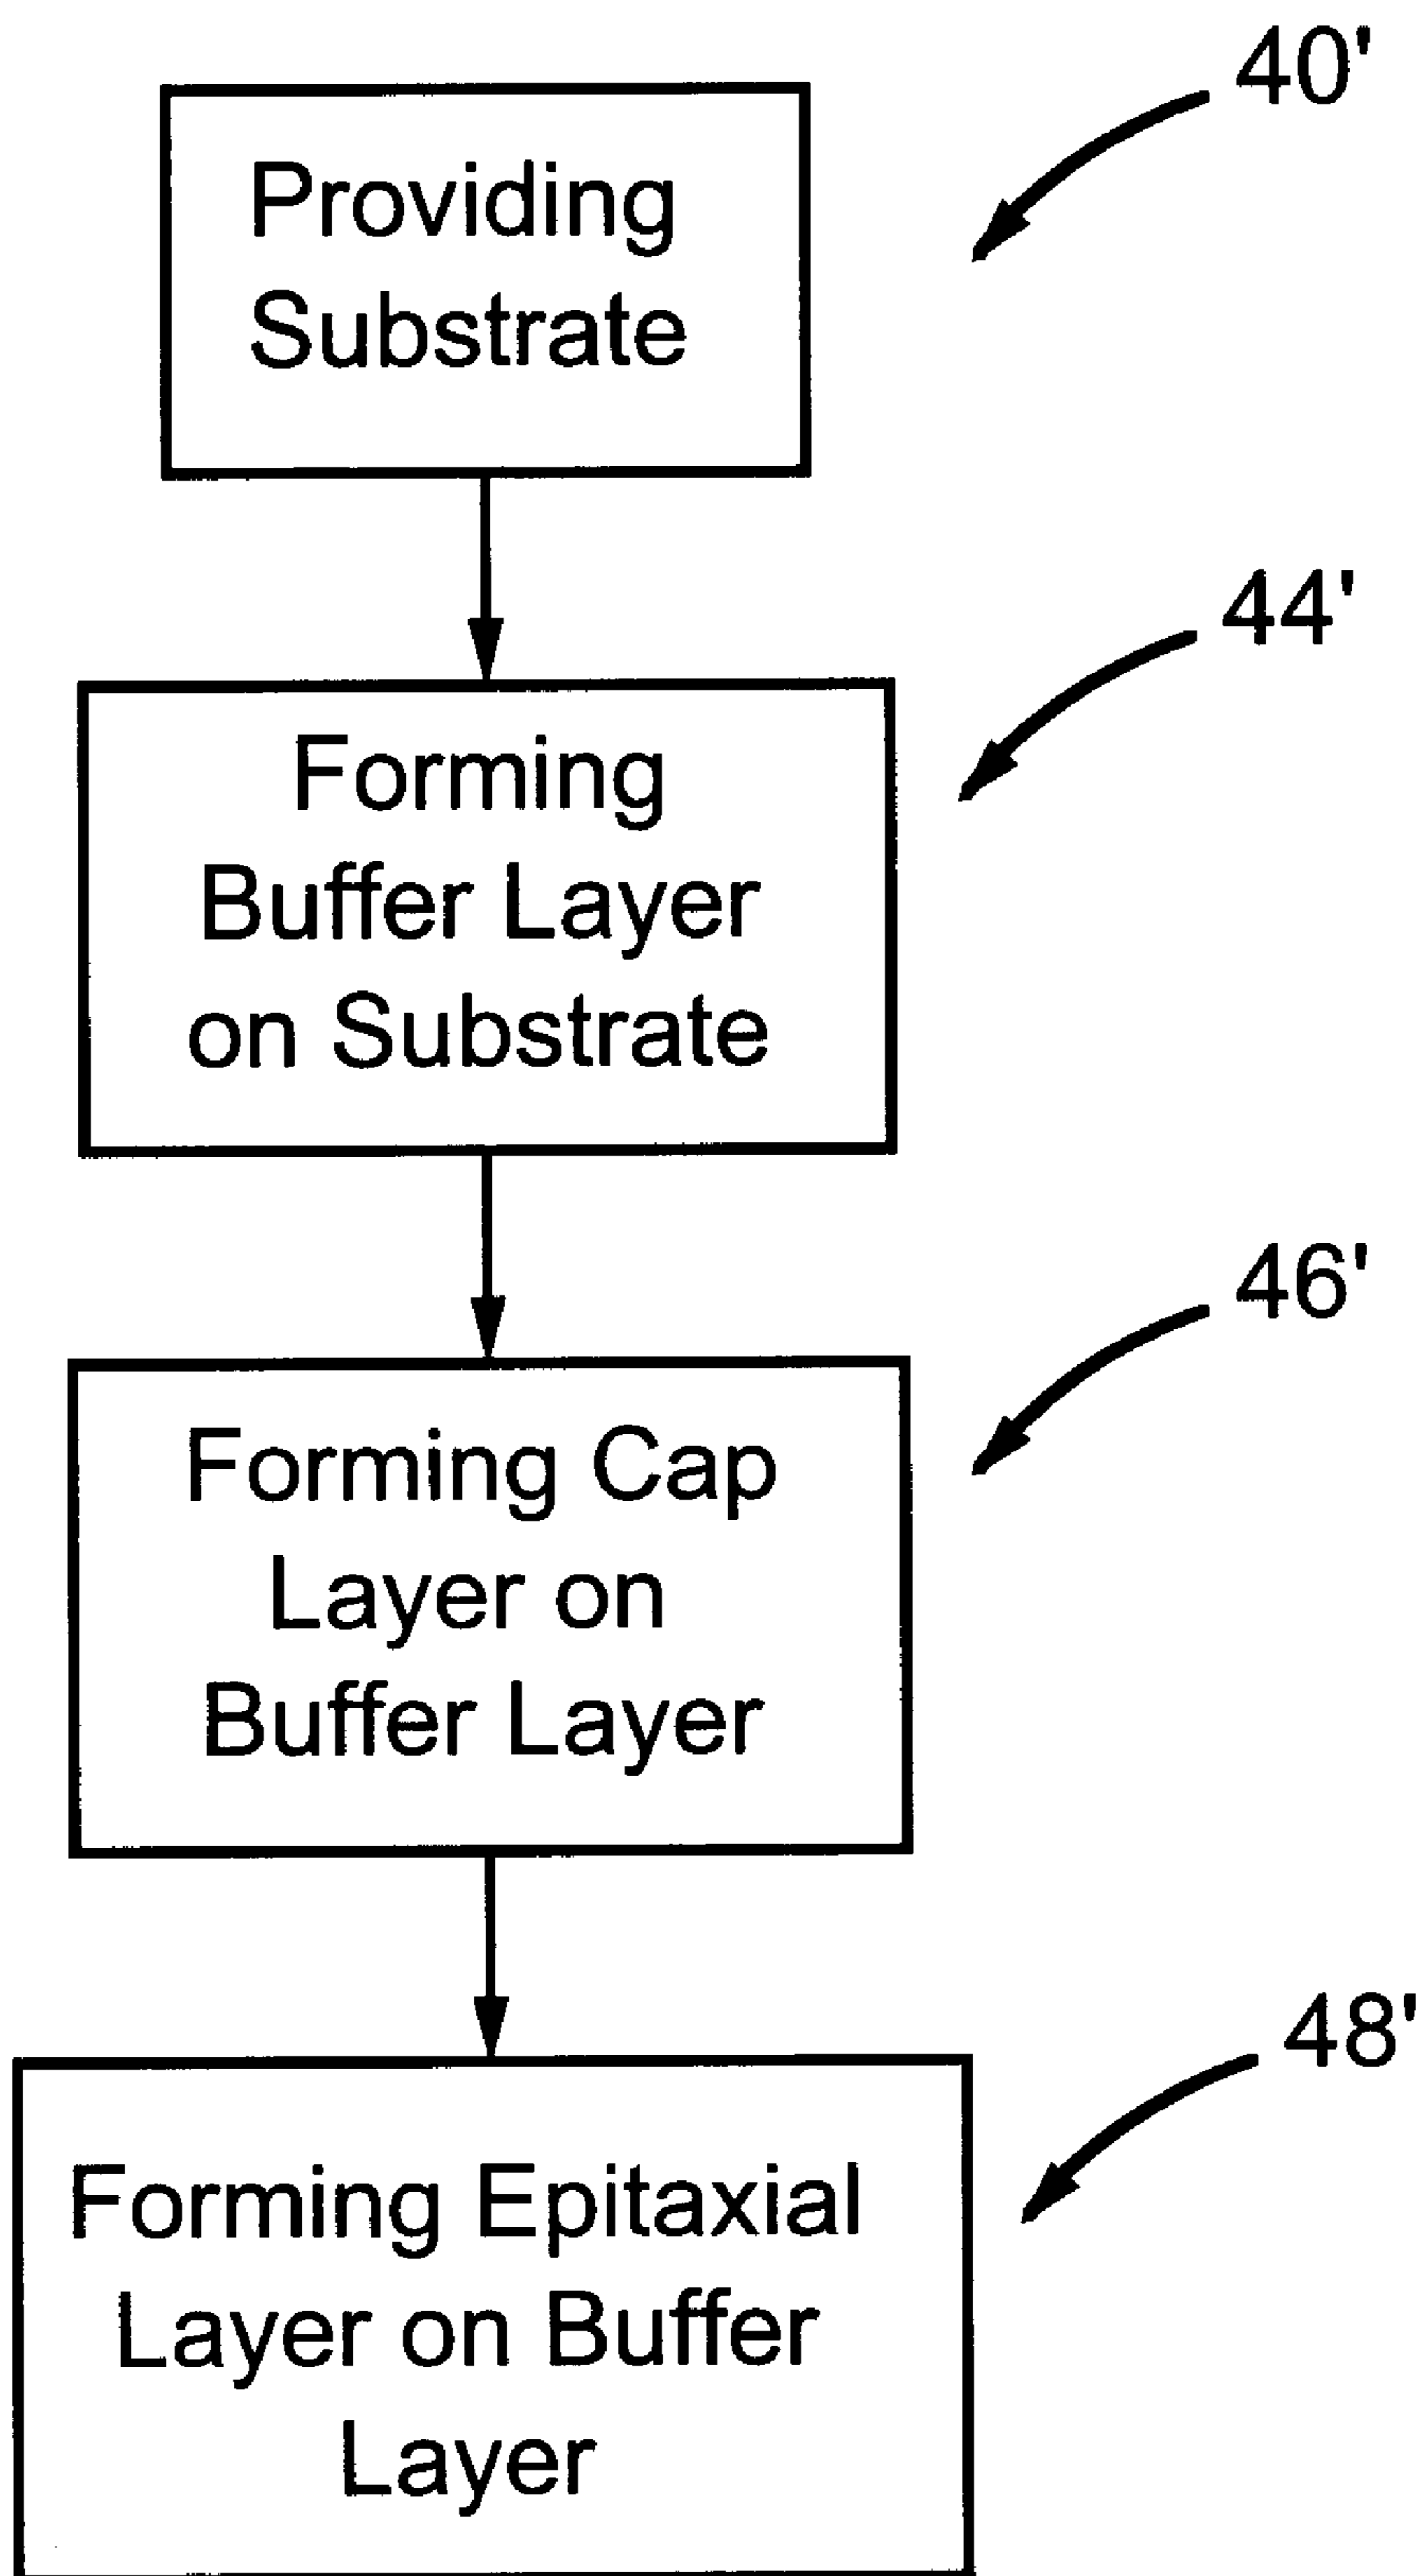 40'
Providing
Substrate
44'
Forming
Buffer Layer
on Substrate
46'
Forming Cap
Layer on
Buffer Layer
48'
Forming Epitaxial
Layer on Buffer
Layer